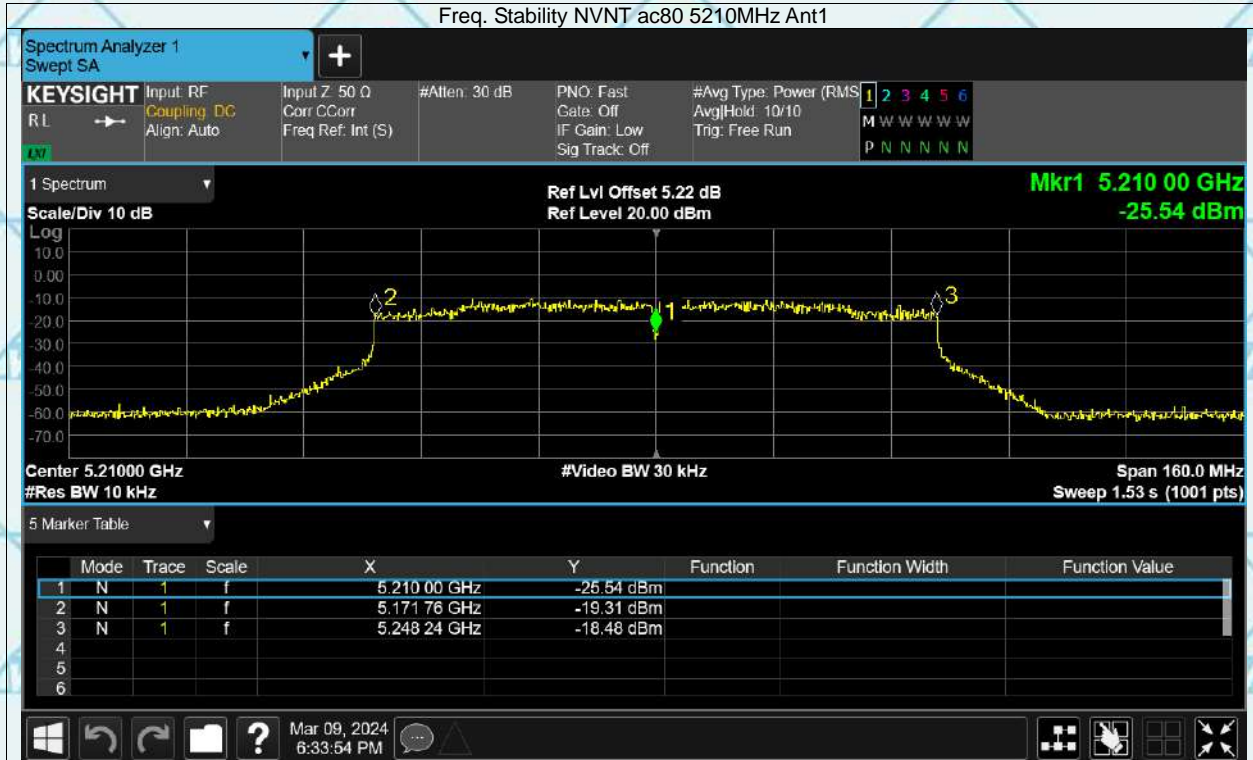 Freq. Stability NVNT ac80 5210MHz Ant1
Spectrum Analyzer 1
Swept SA
KEYSIGHT
RL
LXI
Input: RF
Coupling: DC
Align: Auto
Input Z: 50 Ω
Corr CCorr
Freq Ref: Int (S)
#Atten: 30 dB
PNO: Fast
Gate: Off
IF Gain: Low
Sig Track: Off
#Avg Type: Power (RMS
Avg|Hold: 10/10
Trig: Free Run
1 2 3 4 5 6
M W W W W W
P N N N N N
1 Spectrum
Scale/Div 10 dB
Ref Lvl Offset 5.22 dB
Ref Level 20.00 dBm
Mkr1 5.210 00 GHz
-25.54 dBm
Log
10.0
0.00
-10.0
-20.0
-30.0
-40.0
-50.0
-60.0
-70.0
2
1
3
Center 5.21000 GHz
#Res BW 10 kHz
#Video BW 30 kHz
Span 160.0 MHz
Sweep 1.53 s (1001 pts)
5 Marker Table
Mode Trace Scale X Y Function Function Width Function Value
1 N 1 f 5.210 00 GHz -25.54 dBm
2 N 1 f 5.171 76 GHz -19.31 dBm
3 N 1 f 5.248 24 GHz -18.48 dBm
4
5
6
?
Mar 09, 2024
6:33:54 PM